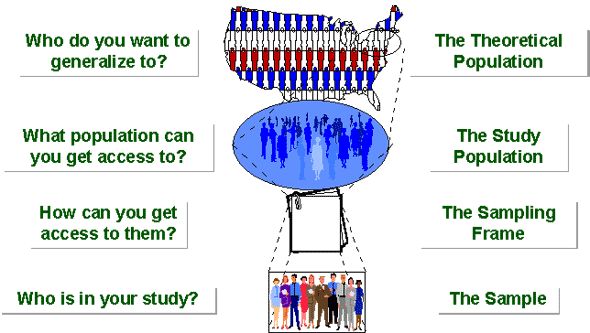 Who do you want to
generalize to?
The Theoretical
Population
What population can
you get access to?
The Study
Population
How can you get
access to them?
The Sampling
Frame
Who is in your study?
The Sample